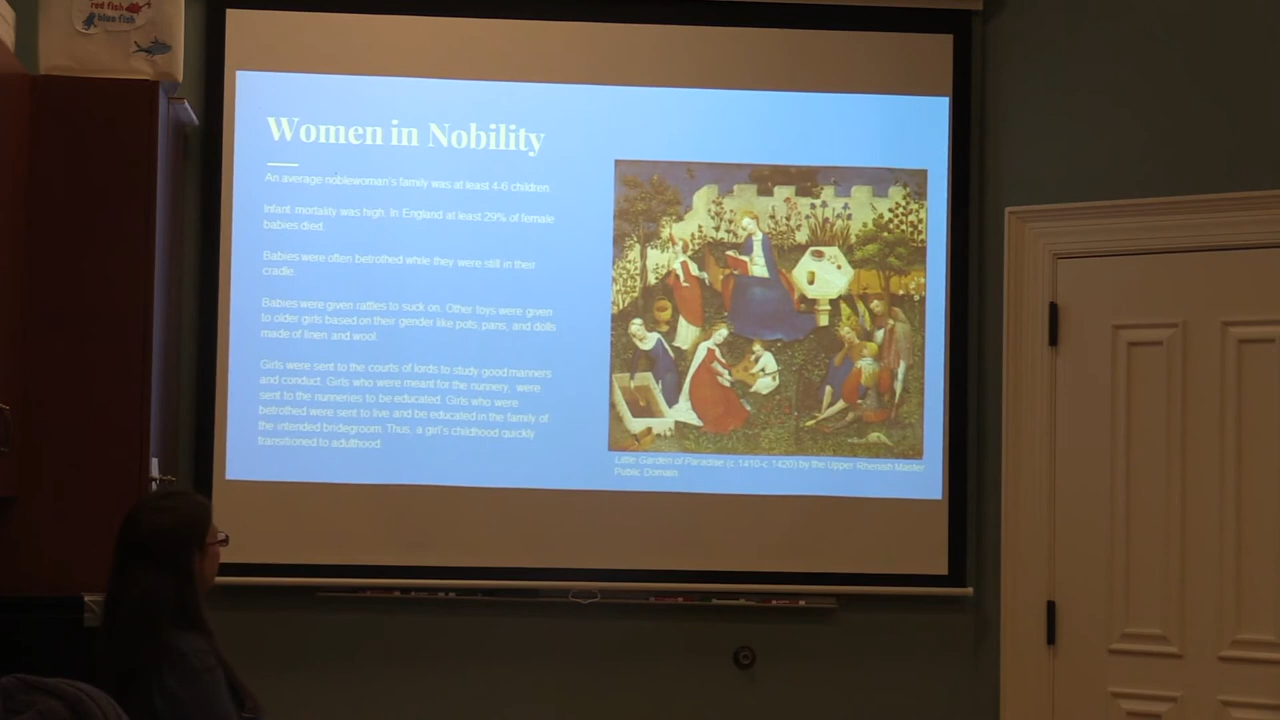 red fish
blue fish
Women in Nobility
An average noblewoman's family was at least 4-6 children.
Infant mortality was high. In England at least 29% of female
babies died.
Babies were often betrothed while they were still in their
cradle.
Babies were given rattles to suck on. Other toys were given
to older girls based on their gender like pots, pans, and dolls
made of linen and wool.
Girls were sent to the courts of lords to study good manners
and conduct. Girls who were meant for the nunnery, were
sent to the nunneries to be educated. Girls who were
betrothed were sent to live and be educated in the family of
the intended bridegroom. Thus, a girl's childhood quickly
transitioned to adulthood.
Little Garden of Paradise (c.1410-c.1420) by the Upper Rhenish Master
Public Domain